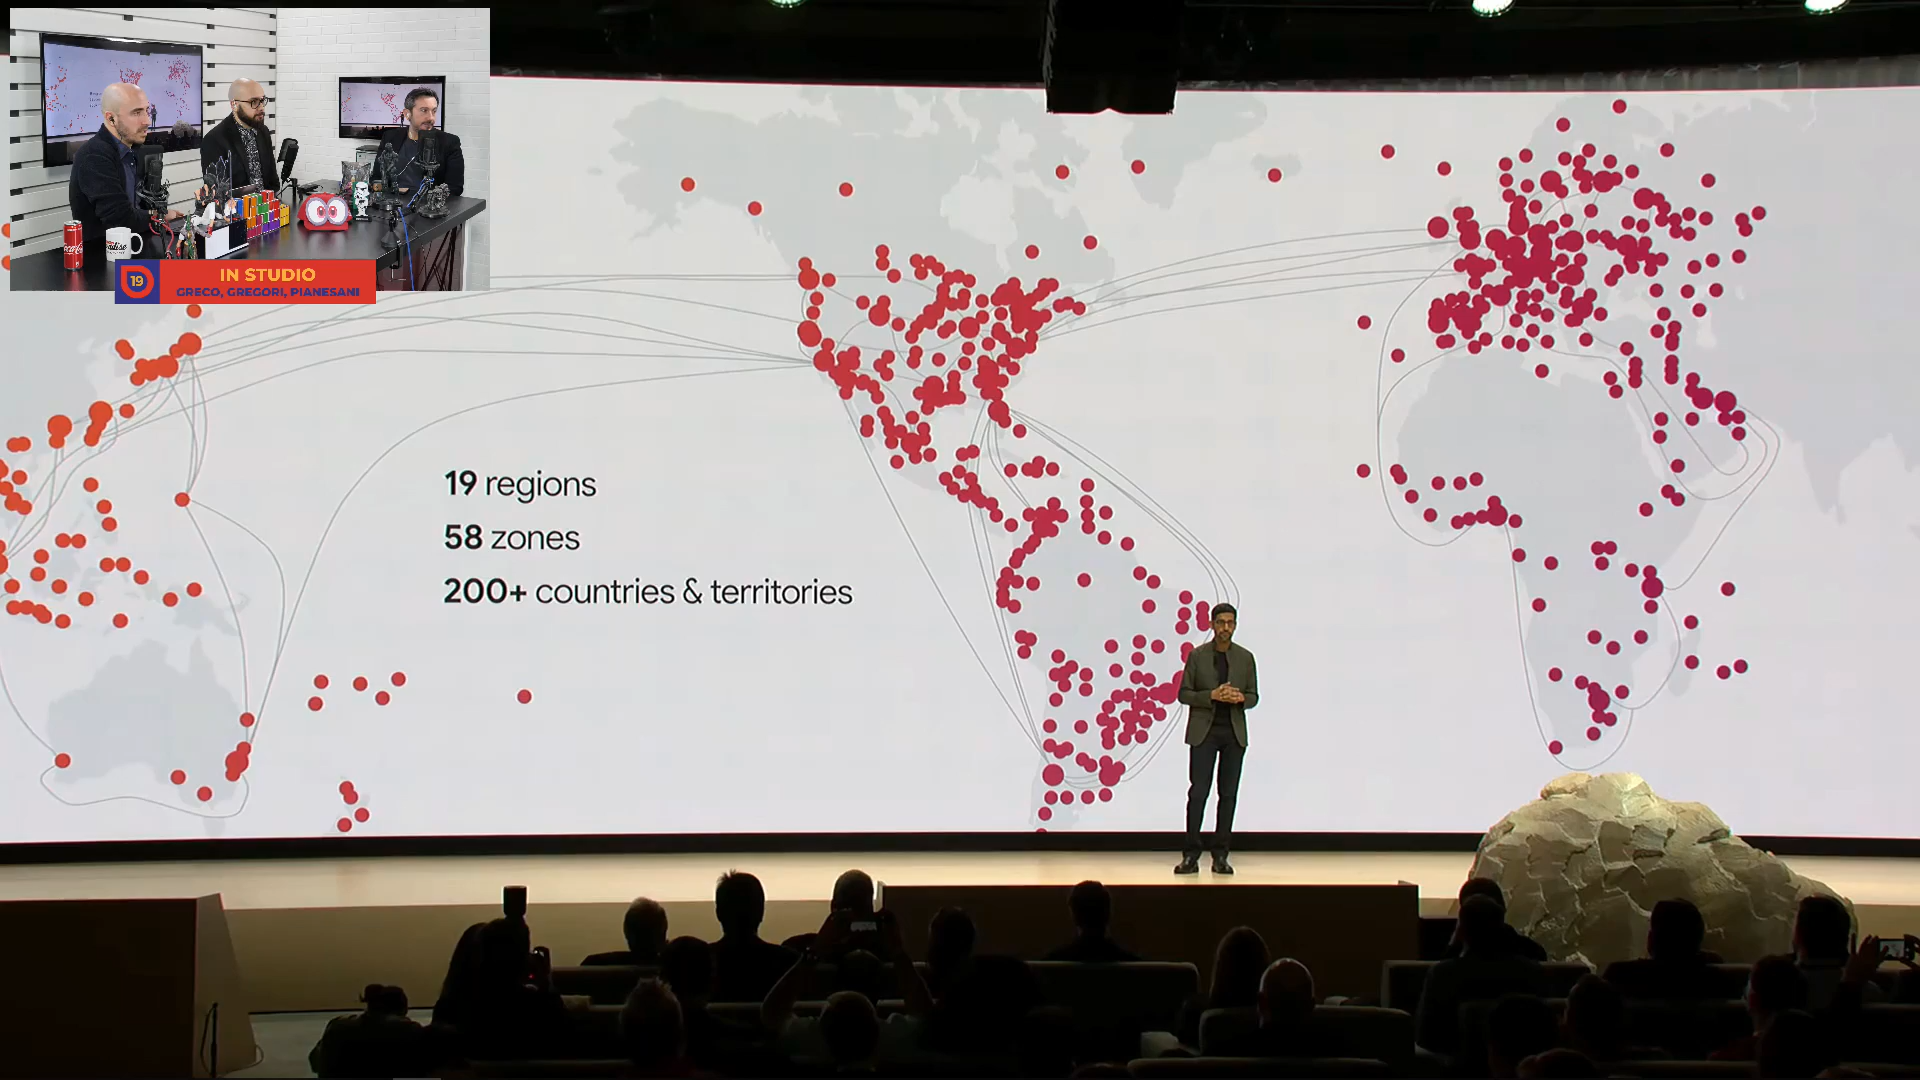 19
IN STUDIO
GRECO, GREGORI, PIANESANI
19 regions
58 zones
200+ countries & territories